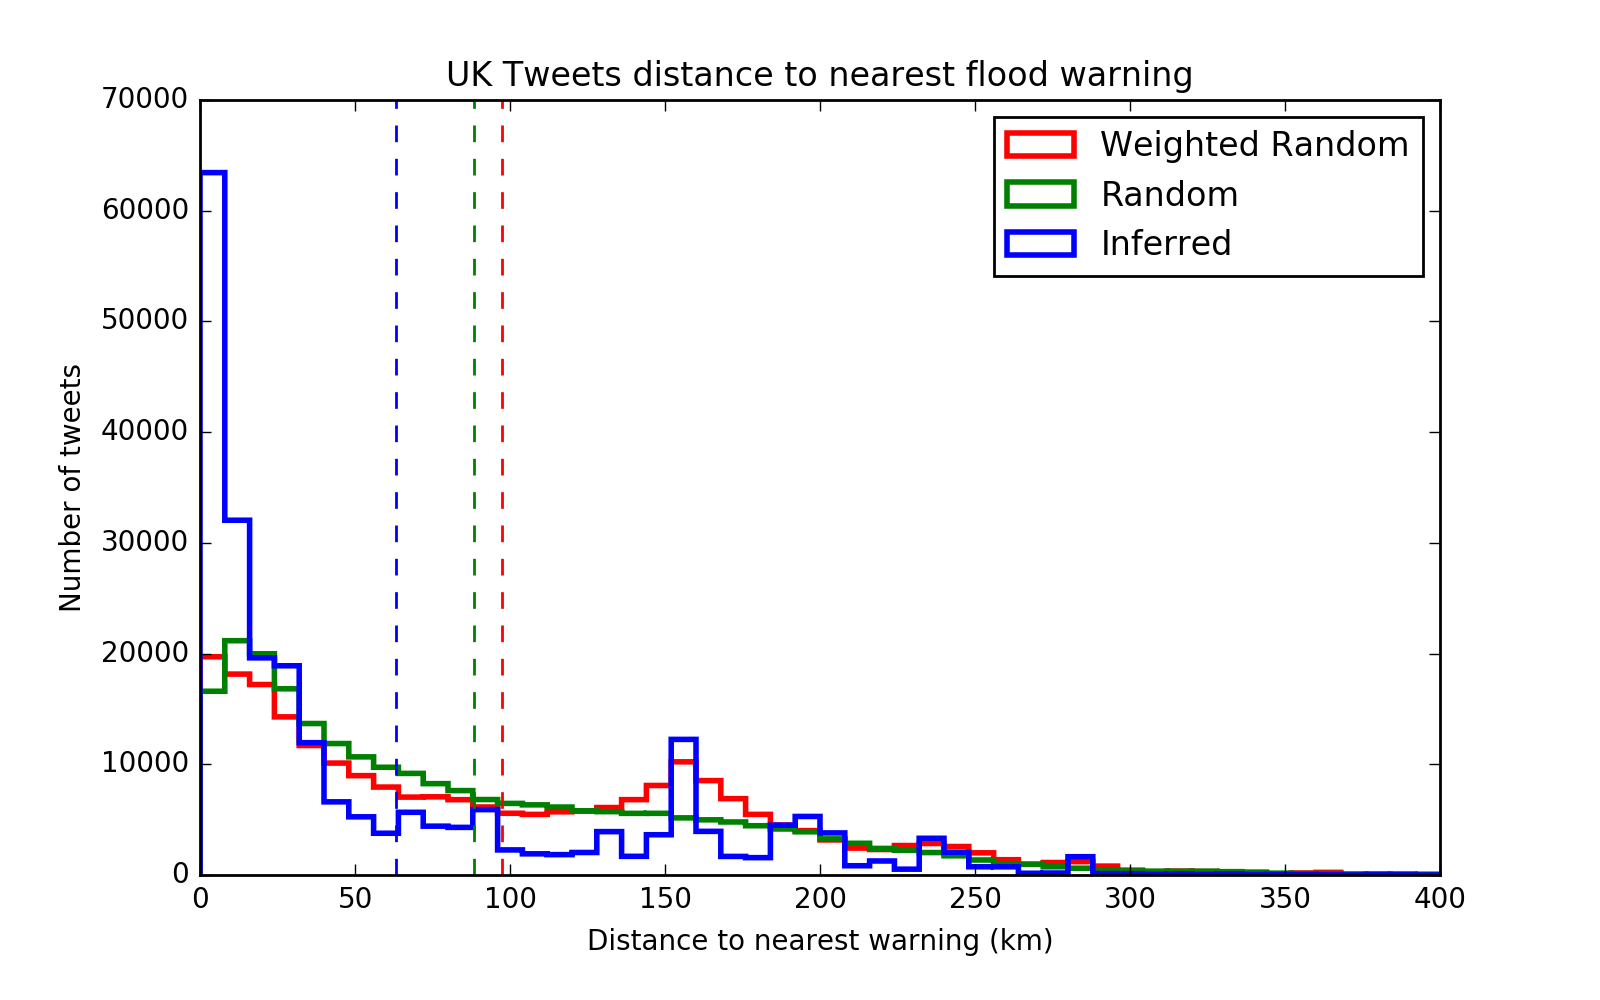 UK Tweets distance to nearest flood warning
70000
60000
50000
40000
30000
20000
10000
0
Number of tweets
Weighted Random
Random
Inferred
0 50 100 150 200 250 300 350 400
Distance to nearest warning (km)